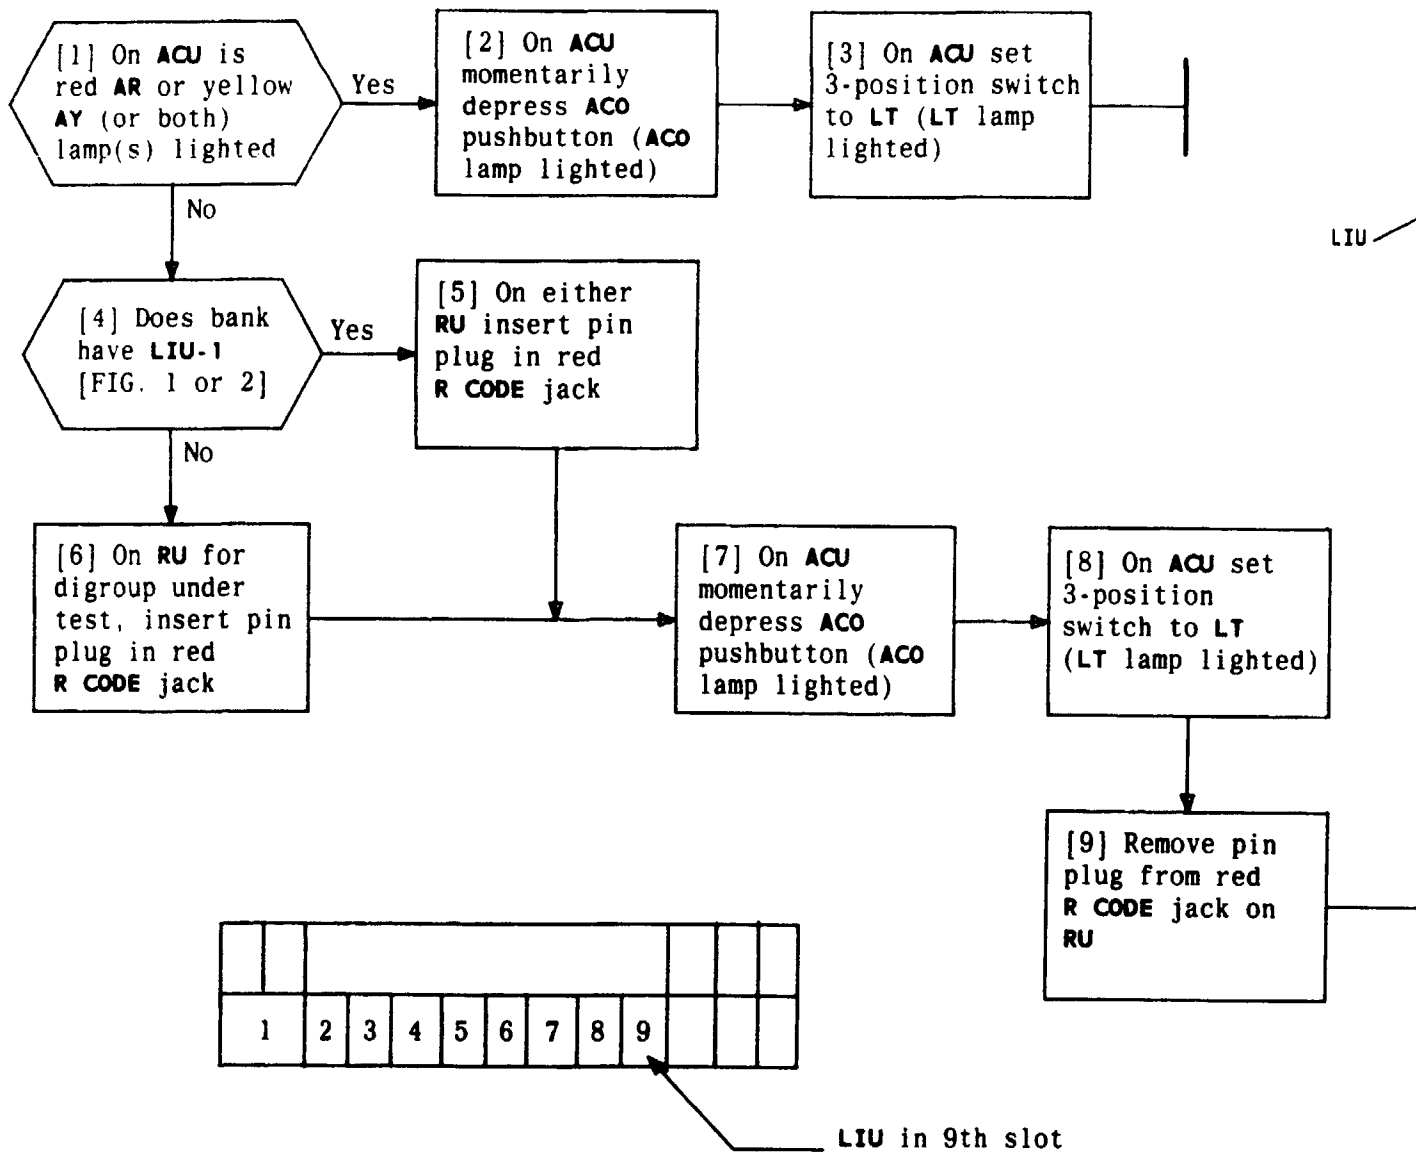 [1] On ACU is
red AR or yellow
AY (or both)
lamp(s) lighted
Yes
[2] On ACU
momentarily
depress ACO
pushbutton (ACO
lamp lighted)
[3] On ACU set
3-position switch
to LT (LT lamp
lighted)
No
LIU
[4] Does bank
have LIU-1
[FIG. 1 or 2]
Yes
[5] On either
RU insert pin
plug in red
R CODE jack
No
[6] On RU for
digroup under
test, insert pin
plug in red
R CODE jack
[7] On ACU
momentarily
depress ACO
pushbutton (ACO
lamp lighted)
[8] On ACU set
3-position
switch to LT
(LT lamp lighted)
[9] Remove pin
plug from red
R CODE jack on
RU
1 2 3 4 5 6 7 8 9
LIU in 9th slot